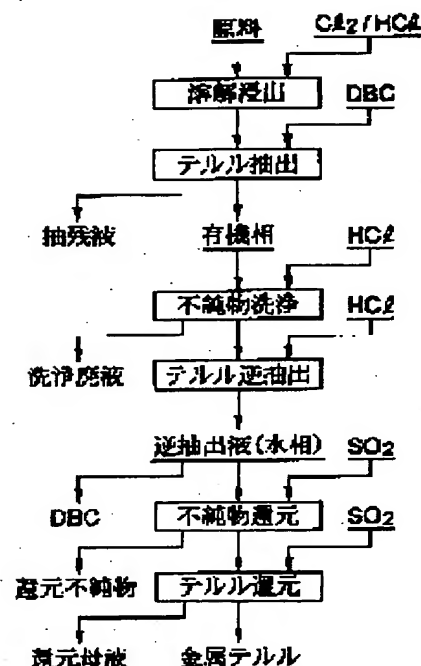 原料 Cl2/HCl
溶解浸出 DBC
テルル抽出
抽残液 有機相 HCl
不純物洗浄 HCl
洗浄廃液 テルル逆抽出
逆抽出液(水相) SO2
DBC 不純物還元 SO2
還元不純物 テルル還元
還元母液 金属テルル